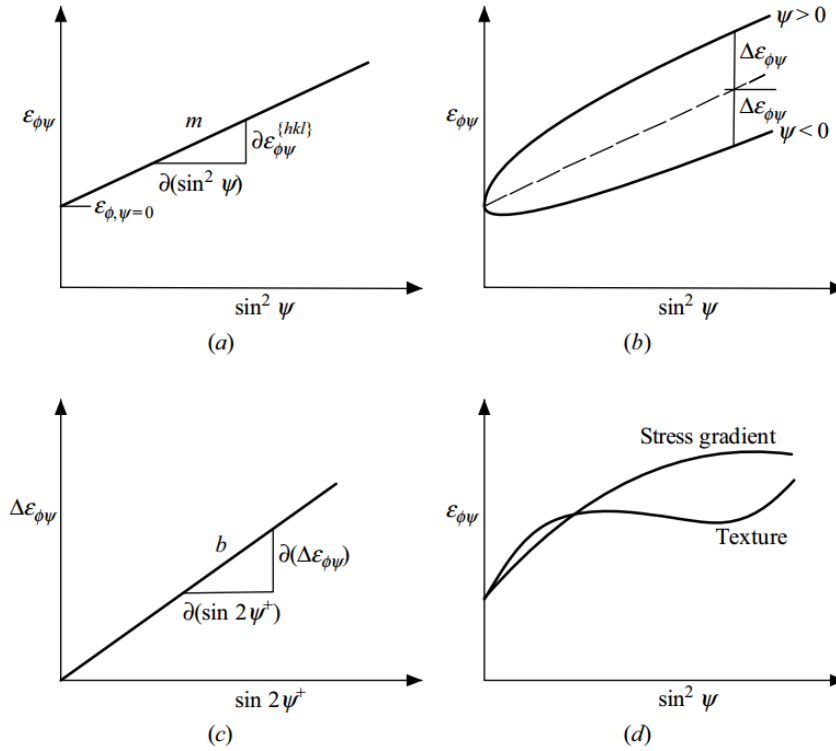 ε_ϕψ
m
∂ε_ϕψ^{hkl}
∂(sin² ψ)
ε_ϕ,ψ=0
sin² ψ
(a)
ψ > 0
Δε_ϕψ
ε_ϕψ
Δε_ϕψ
ψ < 0
sin² ψ
(b)
Δε_ϕψ
b
∂(Δε_ϕψ)
∂(sin 2ψ⁺)
sin 2ψ⁺
(c)
Stress gradient
ε_ϕψ
Texture
sin² ψ
(d)